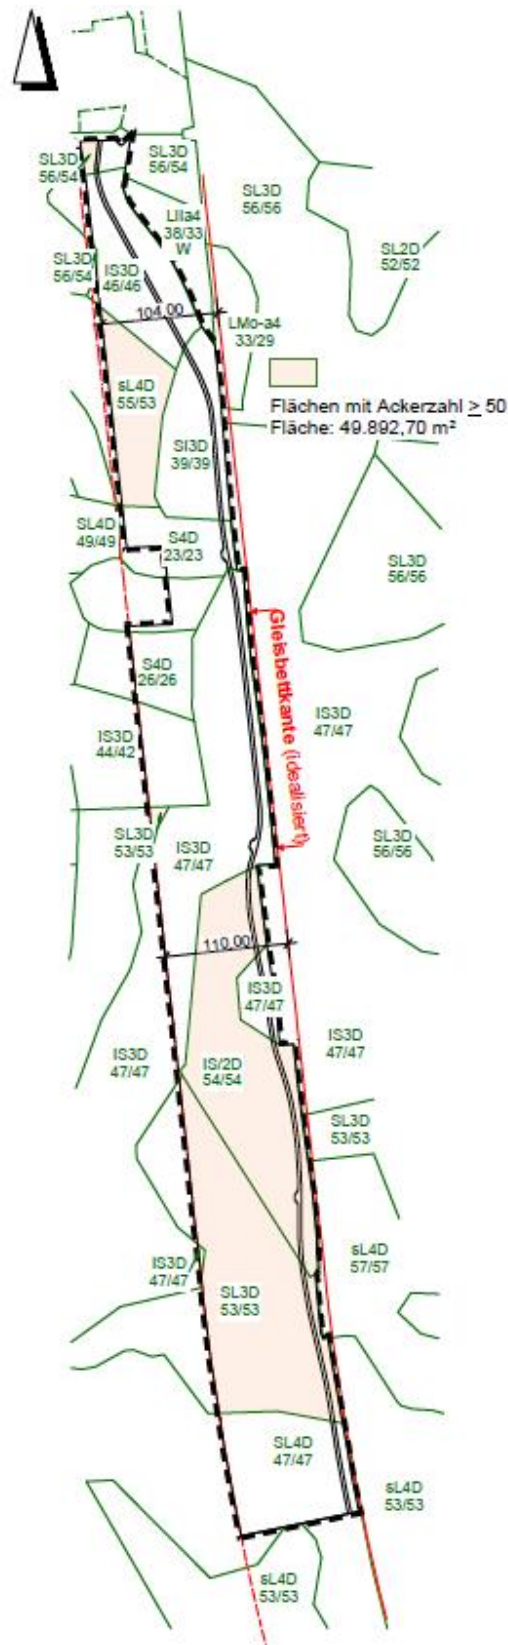 SL3D
56/54
SL3D
56/54
SL3D
56/56
LIIa4
38/33
W
SL2D
52/52
SL3D
56/54
IS3D
46/46
104,00
LMo-a4
33/29
sL4D
55/53
Flächen mit Ackerzahl ≥ 50
Fläche: 49.892,70 m²
Sl3D
39/39
SL4D
49/49
S4D
23/23
SL3D
56/56
Gleisbettkante (idealisiert)
S4D
26/26
IS3D
47/47
IS3D
44/42
SL3D
53/53
IS3D
47/47
SL3D
56/56
110,00
IS3D
47/47
IS3D
47/47
IS3D
47/47
IS/2D
54/54
SL3D
53/53
sL4D
57/57
IS3D
47/47
SL3D
53/53
SL4D
47/47
sL4D
53/53
sL4D
53/53